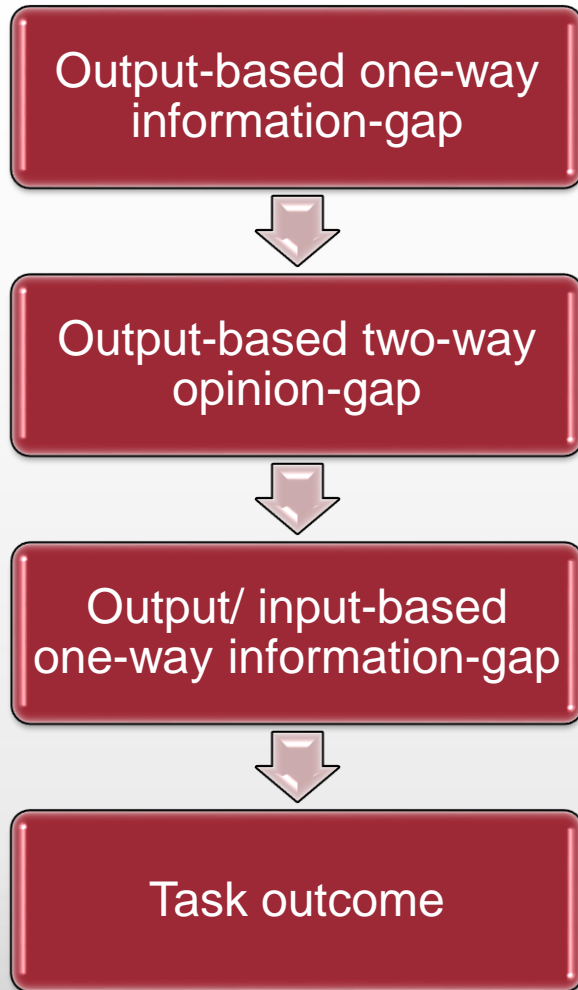 Output-based one-way
information-gap
Output-based two-way
opinion-gap
Output/ input-based
one-way information-gap
Task outcome